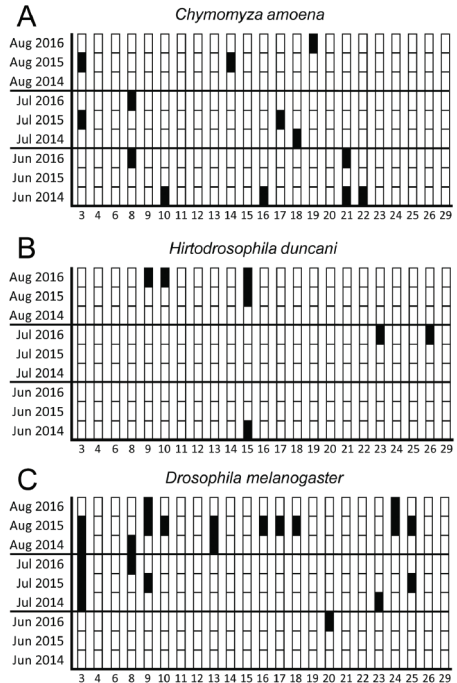 A
Chymomyza amoena
Aug 2016
Aug 2015
Aug 2014
Jul 2016
Jul 2015
Jul 2014
Jun 2016
Jun 2015
Jun 2014
3 4 6 8 9 10 11 12 13 14 15 16 17 18 19 20 21 22 23 24 25 26 29
B
Hirtodrosophila duncani
Aug 2016
Aug 2015
Aug 2014
Jul 2016
Jul 2015
Jul 2014
Jun 2016
Jun 2015
Jun 2014
3 4 6 8 9 10 11 12 13 14 15 16 17 18 19 20 21 22 23 24 25 26 29
C
Drosophila melanogaster
Aug 2016
Aug 2015
Aug 2014
Jul 2016
Jul 2015
Jul 2014
Jun 2016
Jun 2015
Jun 2014
3 4 6 8 9 10 11 12 13 14 15 16 17 18 19 20 21 22 23 24 25 26 29